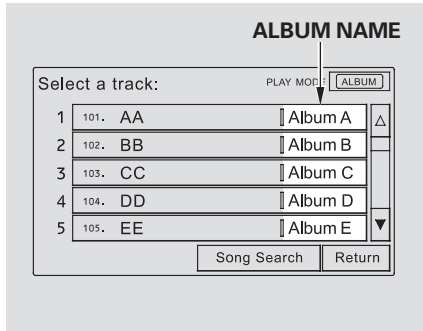 ALBUM NAME
Select a track: PLAY MODE ALBUM
1 101. AA Album A
2 102. BB Album B
3 103. CC Album C
4 104. DD Album D
5 105. EE Album E
Song Search Return